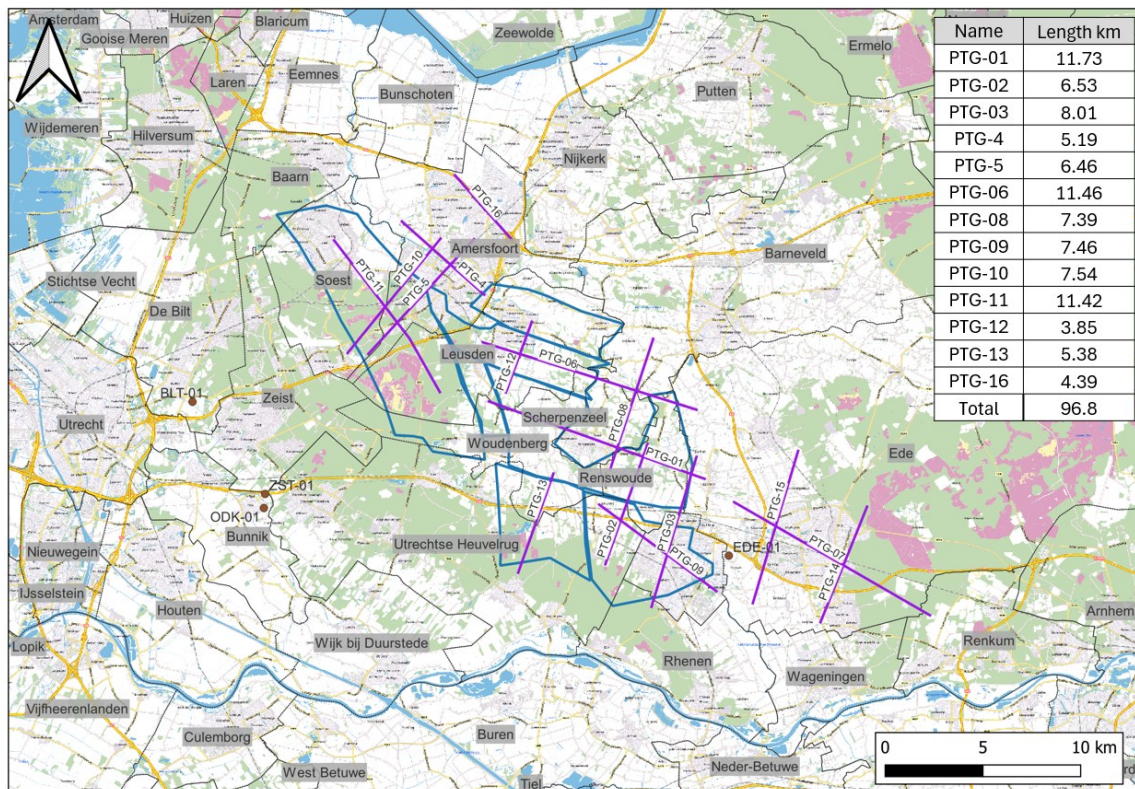 Amsterdam
Huizen
Blaricum
Gooise Meren
Zeewolde
Ermelo
Eemnes
Laren
Bunschoten
Putten
Wijdemeren
Hilversum
Nijkerk
Baarn
PTG-16
Amersfoort
Barneveld
PTG-10
PTG-4
Stichtse Vecht
Soest
PTG-11
PTG-5
De Bilt
Leusden
PTG-12
PTG-06
BLT-01
Zeist
PTG-08
Scherpenzeel
Utrecht
Woudenberg
Ede
PTG-01
Renswoude
ZST-01
PTG-13
PTG-15
ODK-01
Bunnik
PTG-02
PTG-03
Utrechtse Heuvelrug
Nieuwegein
EDE-01
PTG-07
PTG-09
PTG-14
IJsselstein
Houten
Arnhem
Lopik
Wijk bij Duurstede
Renkum
Rhenen
Wageningen
Vijfheerenlanden
Culemborg
Buren
West Betuwe
Neder-Betuwe
Tiel
Name Length km
PTG-01 11.73
PTG-02 6.53
PTG-03 8.01
PTG-4 5.19
PTG-5 6.46
PTG-06 11.46
PTG-08 7.39
PTG-09 7.46
PTG-10 7.54
PTG-11 11.42
PTG-12 3.85
PTG-13 5.38
PTG-16 4.39
Total 96.8
0 5 10 km